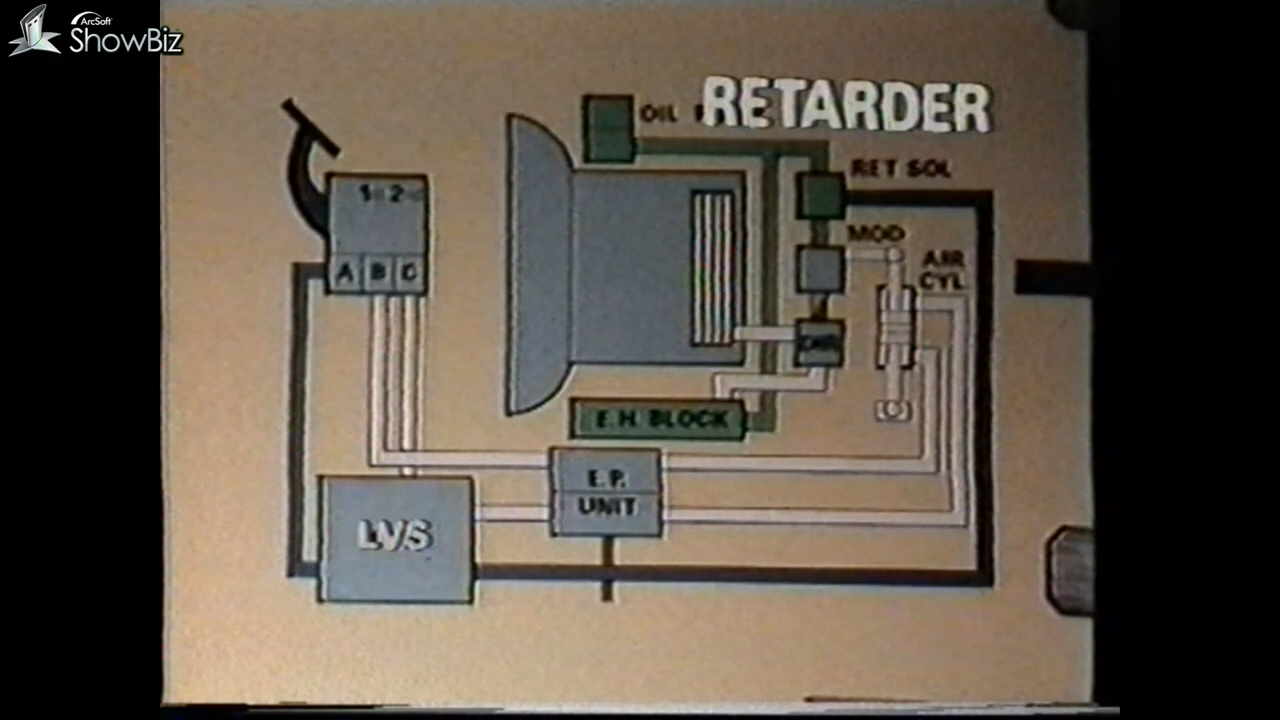 ArcSoft
ShowBiz
RETARDER
OIL
RET SOL
1 2
MOD
A B C
AIR
CYL
E.H. BLOCK
E.P.
UNIT
LVS